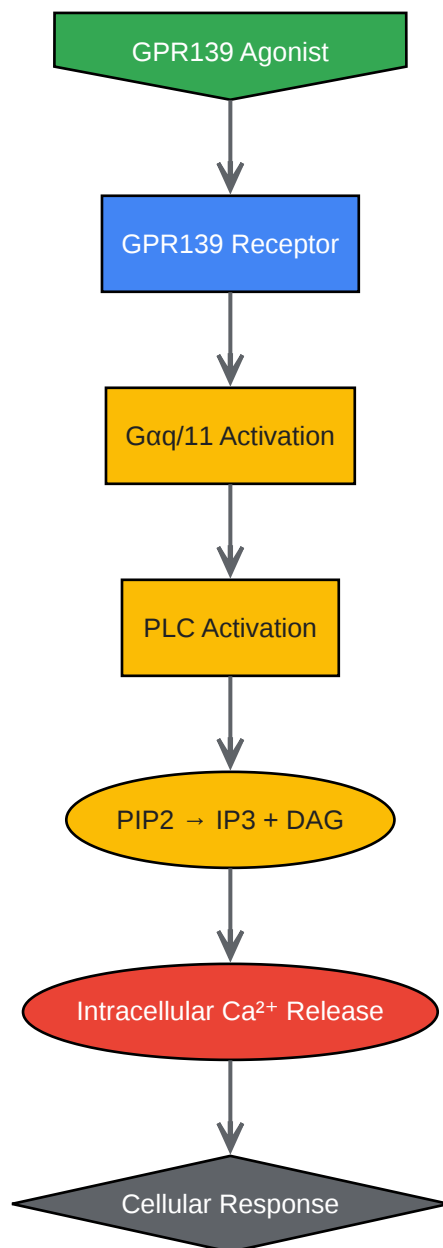 GPR139 Agonist
GPR139 Receptor
Gαq/11 Activation
PLC Activation
PIP2 → IP3 + DAG
Intracellular Ca²⁺ Release
Cellular Response